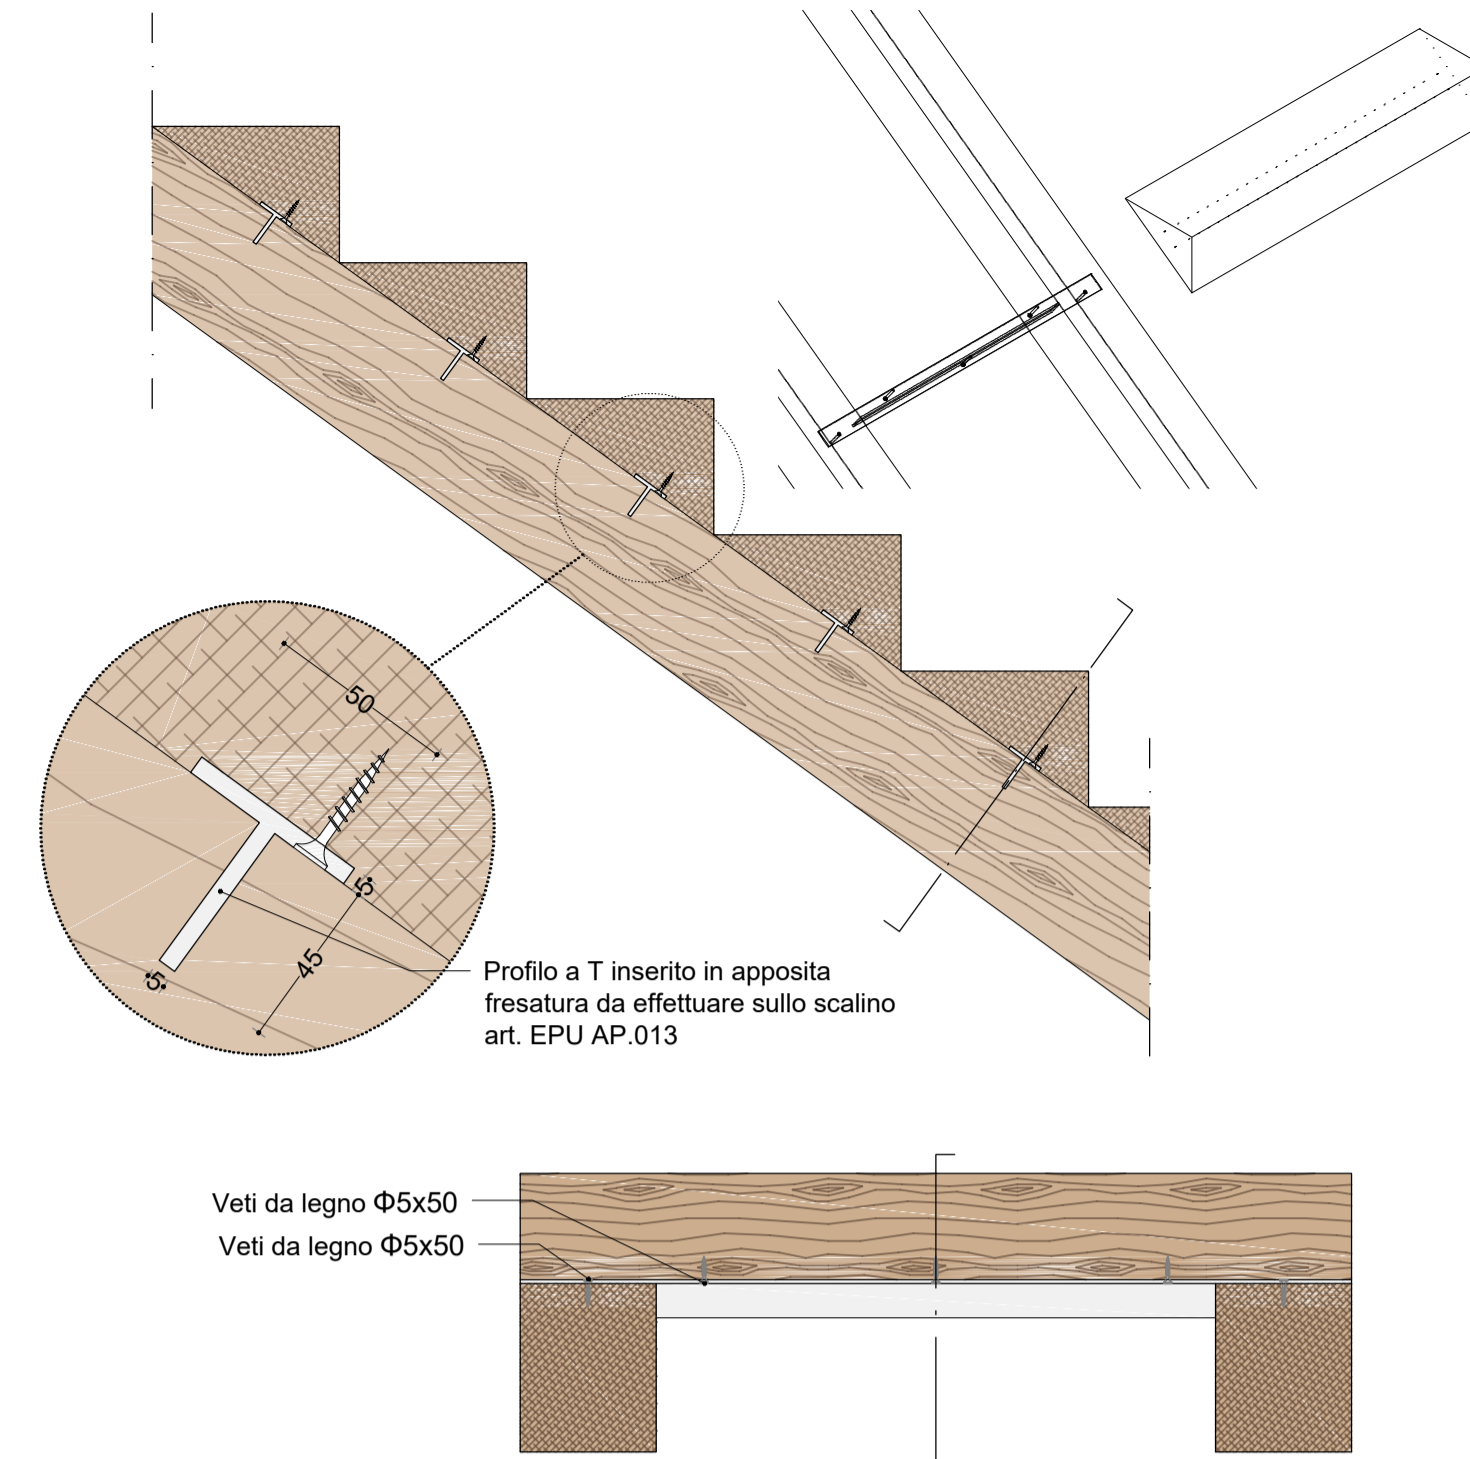 50
5
45
5
Profilo a T inserito in apposita
fresatura da effettuare sullo scalino
art. EPU AP.013
Veti da legno Φ5x50
Veti da legno Φ5x50